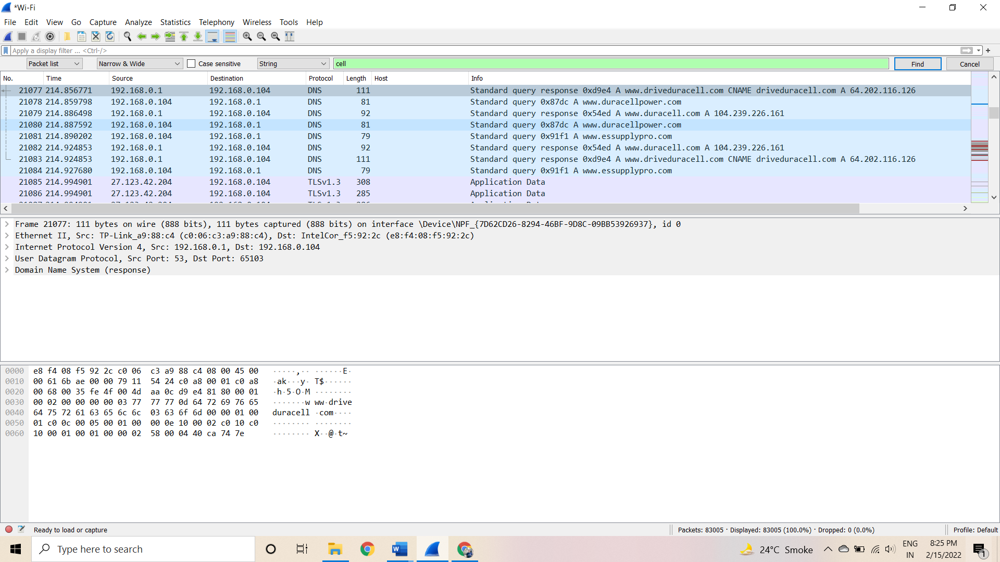 *Wi-Fi
File Edit View Go Capture Analyze Statistics Telephony Wireless Tools Help
Apply a display filter ... <Ctrl-/>
Packet list Narrow & Wide Case sensitive String cell Find Cancel
No. Time Source Destination Protocol Length Host Info
21077 214.856771 192.168.0.1 192.168.0.104 DNS 111 Standard query response 0xd9e4 A www.driveduracell.com CNAME driveduracell.com A 64.202.116.126
21078 214.859798 192.168.0.104 192.168.0.1 DNS 81 Standard query 0x87dc A www.duracellpower.com
21079 214.886498 192.168.0.1 192.168.0.104 DNS 92 Standard query response 0x54ed A www.duracell.com A 104.239.226.161
21080 214.887592 192.168.0.104 192.168.0.1 DNS 81 Standard query 0x87dc A www.duracellpower.com
21081 214.890202 192.168.0.104 192.168.0.1 DNS 79 Standard query 0x91f1 A www.essupplypro.com
21082 214.924853 192.168.0.1 192.168.0.104 DNS 92 Standard query response 0x54ed A www.duracell.com A 104.239.226.161
21083 214.924853 192.168.0.1 192.168.0.104 DNS 111 Standard query response 0xd9e4 A www.driveduracell.com CNAME driveduracell.com A 64.202.116.126
21084 214.927680 192.168.0.104 192.168.0.1 DNS 79 Standard query 0x91f1 A www.essupplypro.com
21085 214.994901 27.123.42.204 192.168.0.104 TLSv1.3 308 Application Data
21086 214.994901 27.123.42.204 192.168.0.104 TLSv1.3 285 Application Data
Frame 21077: 111 bytes on wire (888 bits), 111 bytes captured (888 bits) on interface \Device\NPF_{7D62CD26-8294-46BF-9D8C-09BB53926937}, id 0
Ethernet II, Src: TP-Link_a9:88:c4 (c0:06:c3:a9:88:c4), Dst: IntelCor_f5:92:2c (e8:f4:08:f5:92:2c)
Internet Protocol Version 4, Src: 192.168.0.1, Dst: 192.168.0.104
User Datagram Protocol, Src Port: 53, Dst Port: 65103
Domain Name System (response)
0000 e8 f4 08 f5 92 2c c0 06 c3 a9 88 c4 08 00 45 00 ·····,·· ······E·
0010 00 61 6b ae 00 00 79 11 54 24 c0 a8 00 01 c0 a8 ·ak···y· T$······
0020 00 68 00 35 fe 4f 00 4d aa 0c d9 e4 81 80 00 01 ·h·5·O·M ········
0030 00 02 00 00 00 00 03 77 77 77 0d 64 72 69 76 65 ·······w ww·drive
0040 64 75 72 61 63 65 6c 6c 03 63 6f 6d 00 00 01 00 duracell ·com····
0050 01 c0 0c 00 05 00 01 00 00 0e 10 00 02 c0 10 c0 ········ ········
0060 10 00 01 00 01 00 00 02 58 00 04 40 ca 74 7e ········ X··@·t~
Ready to load or capture Packets: 83005 · Displayed: 83005 (100.0%) · Dropped: 0 (0.0%) Profile: Default
Type here to search 24°C Smoke ENG IN 8:25 PM 2/15/2022 1